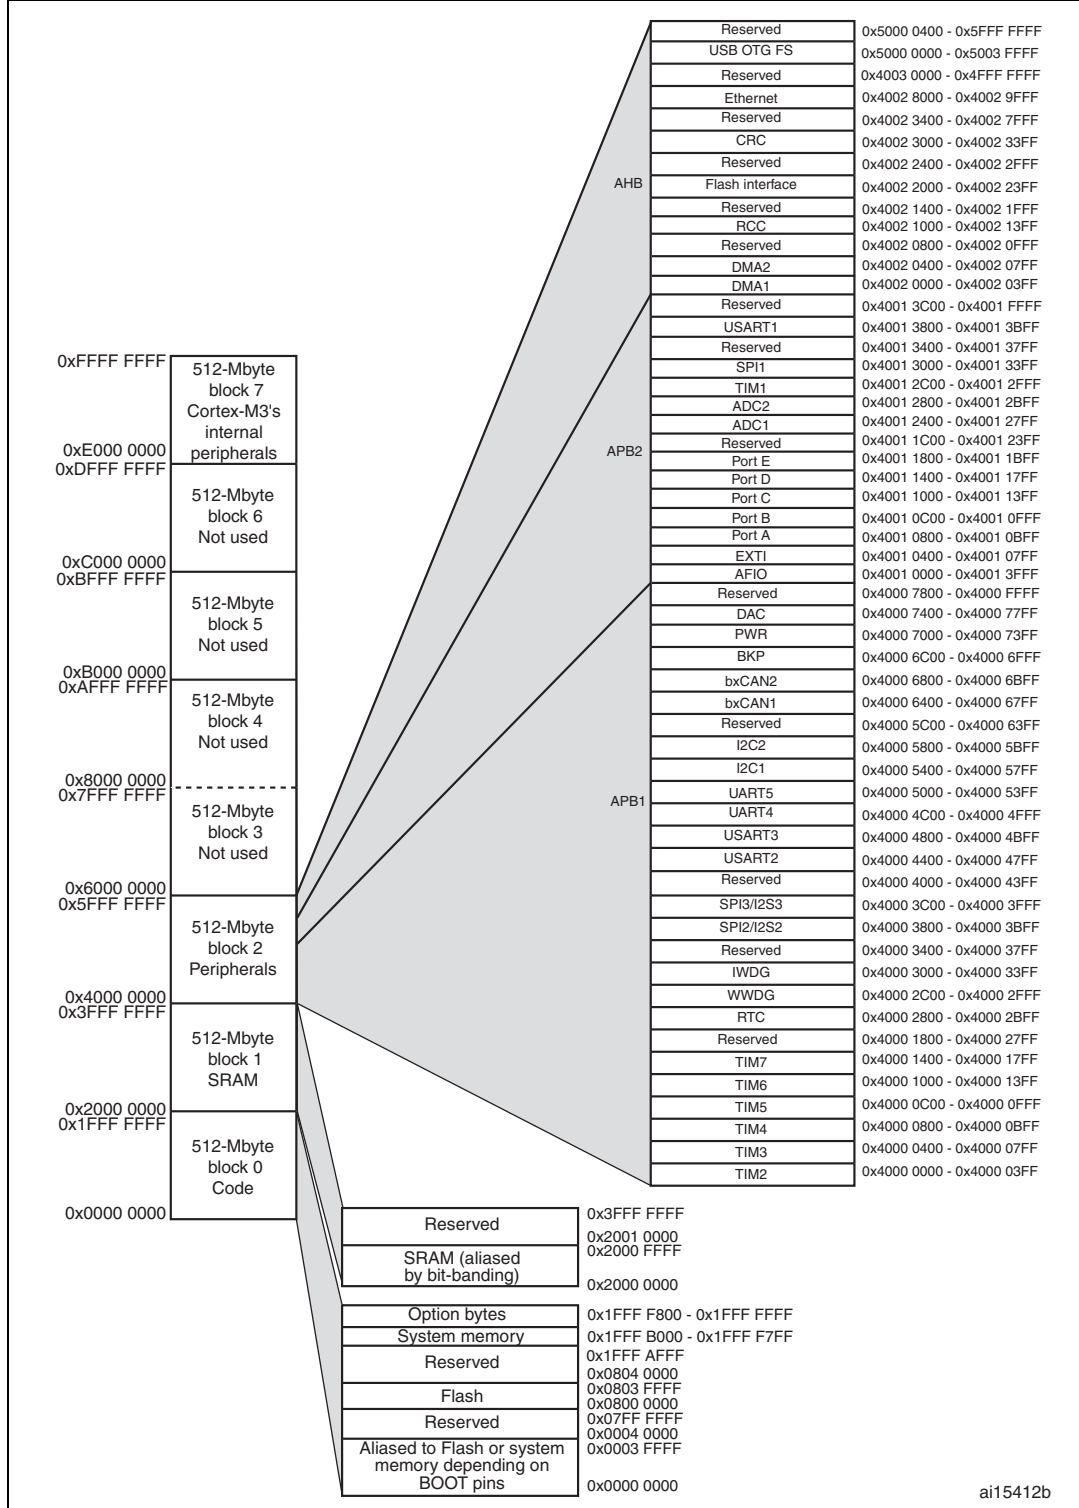 Reserved 0x5000 0400 - 0x5FFF FFFF
USB OTG FS 0x5000 0000 - 0x5003 FFFF
Reserved 0x4003 0000 - 0x4FFF FFFF
Ethernet 0x4002 8000 - 0x4002 9FFF
Reserved 0x4002 3400 - 0x4002 7FFF
CRC 0x4002 3000 - 0x4002 33FF
Reserved 0x4002 2400 - 0x4002 2FFF
AHB
Flash interface 0x4002 2000 - 0x4002 23FF
Reserved 0x4002 1400 - 0x4002 1FFF
RCC 0x4002 1000 - 0x4002 13FF
Reserved 0x4002 0800 - 0x4002 0FFF
DMA2 0x4002 0400 - 0x4002 07FF
DMA1 0x4002 0000 - 0x4002 03FF
Reserved 0x4001 3C00 - 0x4001 FFFF
USART1 0x4001 3800 - 0x4001 3BFF
Reserved 0x4001 3400 - 0x4001 37FF
SPI1 0x4001 3000 - 0x4001 33FF
TIM1 0x4001 2C00 - 0x4001 2FFF
ADC2 0x4001 2800 - 0x4001 2BFF
ADC1 0x4001 2400 - 0x4001 27FF
Reserved 0x4001 1C00 - 0x4001 23FF
APB2
Port E 0x4001 1800 - 0x4001 1BFF
Port D 0x4001 1400 - 0x4001 17FF
Port C 0x4001 1000 - 0x4001 13FF
Port B 0x4001 0C00 - 0x4001 0FFF
Port A 0x4001 0800 - 0x4001 0BFF
EXTI 0x4001 0400 - 0x4001 07FF
AFIO 0x4001 0000 - 0x4001 3FFF
Reserved 0x4000 7800 - 0x4000 FFFF
DAC 0x4000 7400 - 0x4000 77FF
PWR 0x4000 7000 - 0x4000 73FF
BKP 0x4000 6C00 - 0x4000 6FFF
bxCAN2 0x4000 6800 - 0x4000 6BFF
bxCAN1 0x4000 6400 - 0x4000 67FF
Reserved 0x4000 5C00 - 0x4000 63FF
I2C2 0x4000 5800 - 0x4000 5BFF
I2C1 0x4000 5400 - 0x4000 57FF
APB1
UART5 0x4000 5000 - 0x4000 53FF
UART4 0x4000 4C00 - 0x4000 4FFF
USART3 0x4000 4800 - 0x4000 4BFF
USART2 0x4000 4400 - 0x4000 47FF
Reserved 0x4000 4000 - 0x4000 43FF
SPI3/I2S3 0x4000 3C00 - 0x4000 3FFF
SPI2/I2S2 0x4000 3800 - 0x4000 3BFF
Reserved 0x4000 3400 - 0x4000 37FF
IWDG 0x4000 3000 - 0x4000 33FF
WWDG 0x4000 2C00 - 0x4000 2FFF
RTC 0x4000 2800 - 0x4000 2BFF
Reserved 0x4000 1800 - 0x4000 27FF
TIM7 0x4000 1400 - 0x4000 17FF
TIM6 0x4000 1000 - 0x4000 13FF
TIM5 0x4000 0C00 - 0x4000 0FFF
TIM4 0x4000 0800 - 0x4000 0BFF
TIM3 0x4000 0400 - 0x4000 07FF
TIM2 0x4000 0000 - 0x4000 03FF
0xFFFF FFFF
512-Mbyte
block 7
Cortex-M3's
internal
peripherals
0xE000 0000
0xDFFF FFFF
512-Mbyte
block 6
Not used
0xC000 0000
0xBFFF FFFF
512-Mbyte
block 5
Not used
0xB000 0000
0xAFFF FFFF
512-Mbyte
block 4
Not used
0x8000 0000
0x7FFF FFFF
512-Mbyte
block 3
Not used
0x6000 0000
0x5FFF FFFF
512-Mbyte
block 2
Peripherals
0x4000 0000
0x3FFF FFFF
512-Mbyte
block 1
SRAM
0x2000 0000
0x1FFF FFFF
512-Mbyte
block 0
Code
0x0000 0000
0x3FFF FFFF
Reserved
0x2001 0000
0x2000 FFFF
SRAM (aliased
by bit-banding)
0x2000 0000
Option bytes 0x1FFF F800 - 0x1FFF FFFF
System memory 0x1FFF B000 - 0x1FFF F7FF
0x1FFF AFFF
Reserved
0x0804 0000
0x0803 FFFF
Flash
0x0800 0000
0x07FF FFFF
Reserved
0x0004 0000
0x0003 FFFF
Aliased to Flash or system
memory depending on
BOOT pins
0x0000 0000
ai15412b